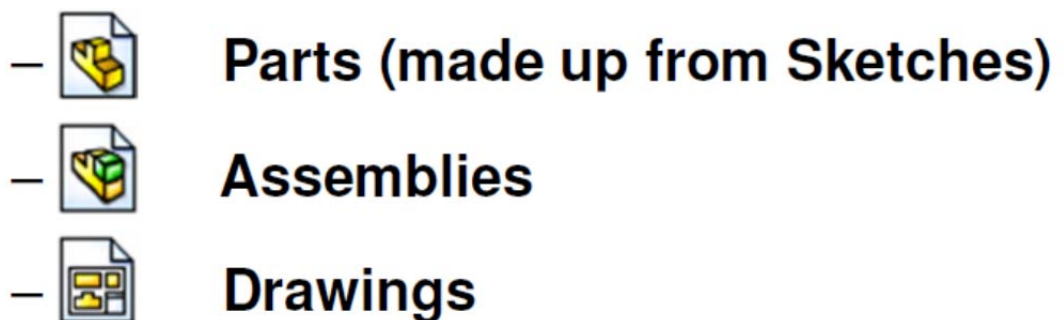 – Parts (made up from Sketches)
– Assemblies
– Drawings